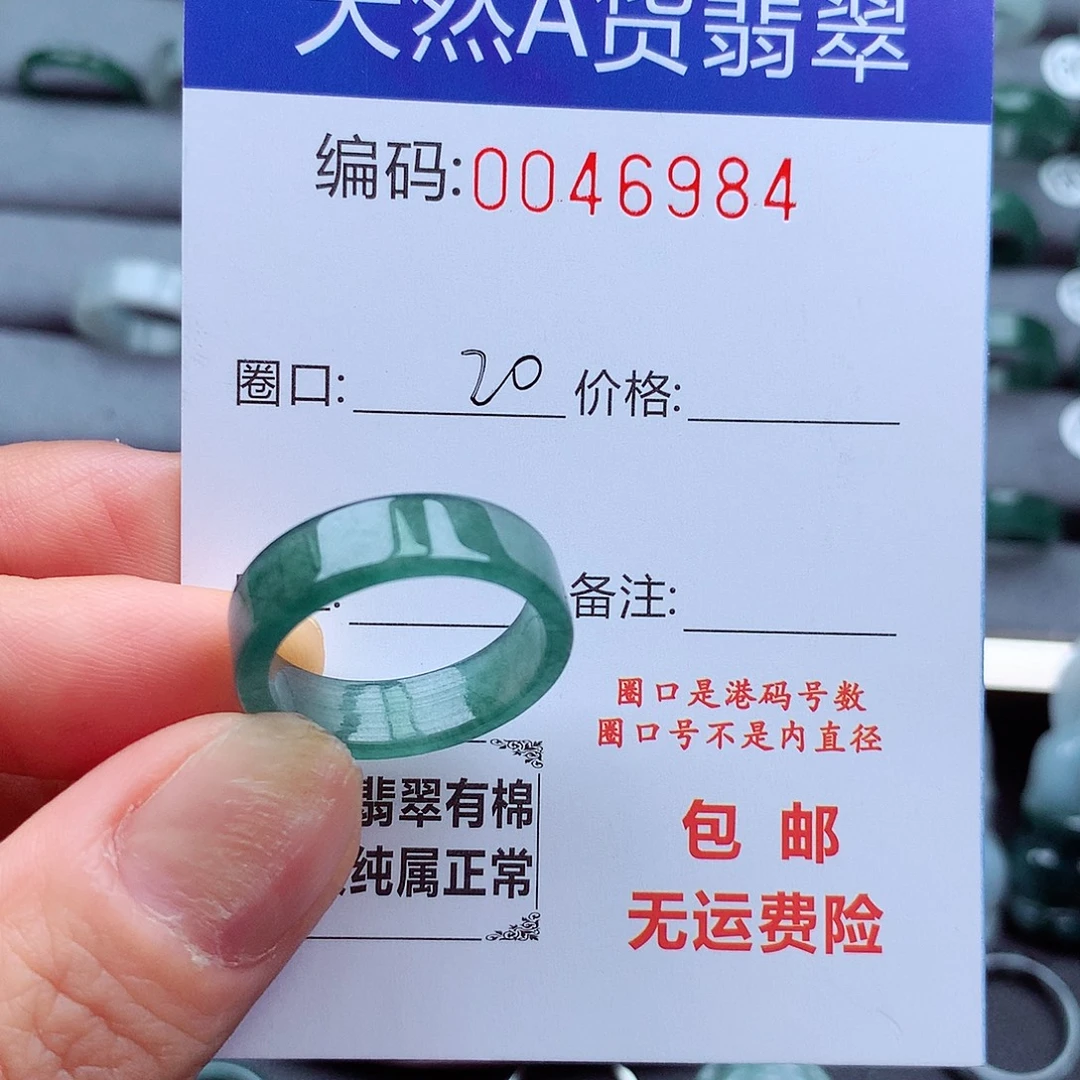 天然A货翡翠
编码:0046984
圈口: 20 价格:
备注:
圈口是港码号数
圈口号不是内直径
翡翠有棉
纯属正常
包 邮
无运费险